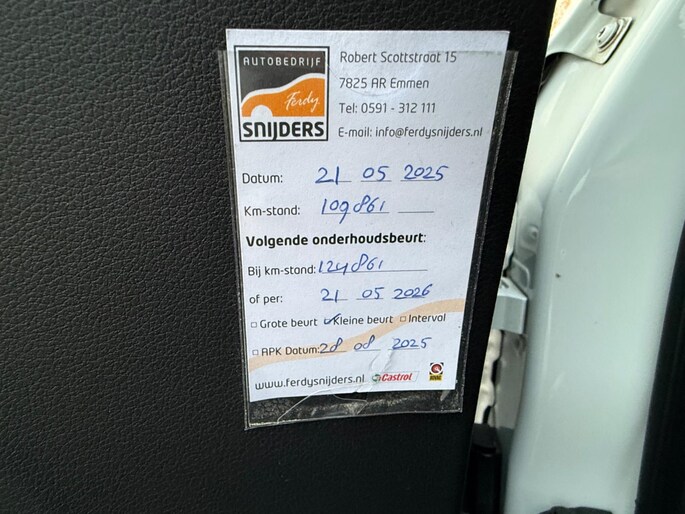 AUTOBEDRIJF
Ferdy
SNIJDERS
Robert Scottstraat 15
7825 AR Emmen
Tel: 0591 - 312 111
E-mail: info@ferdysnijders.nl
Datum: 21 05 2025
Km-stand: 109861
Volgende onderhoudsbeurt:
Bij km-stand: 124861
of per: 21 05 2026
Grote beurt Kleine beurt Interval
APK Datum: 28 08 2025
www.ferdysnijders.nl Castrol